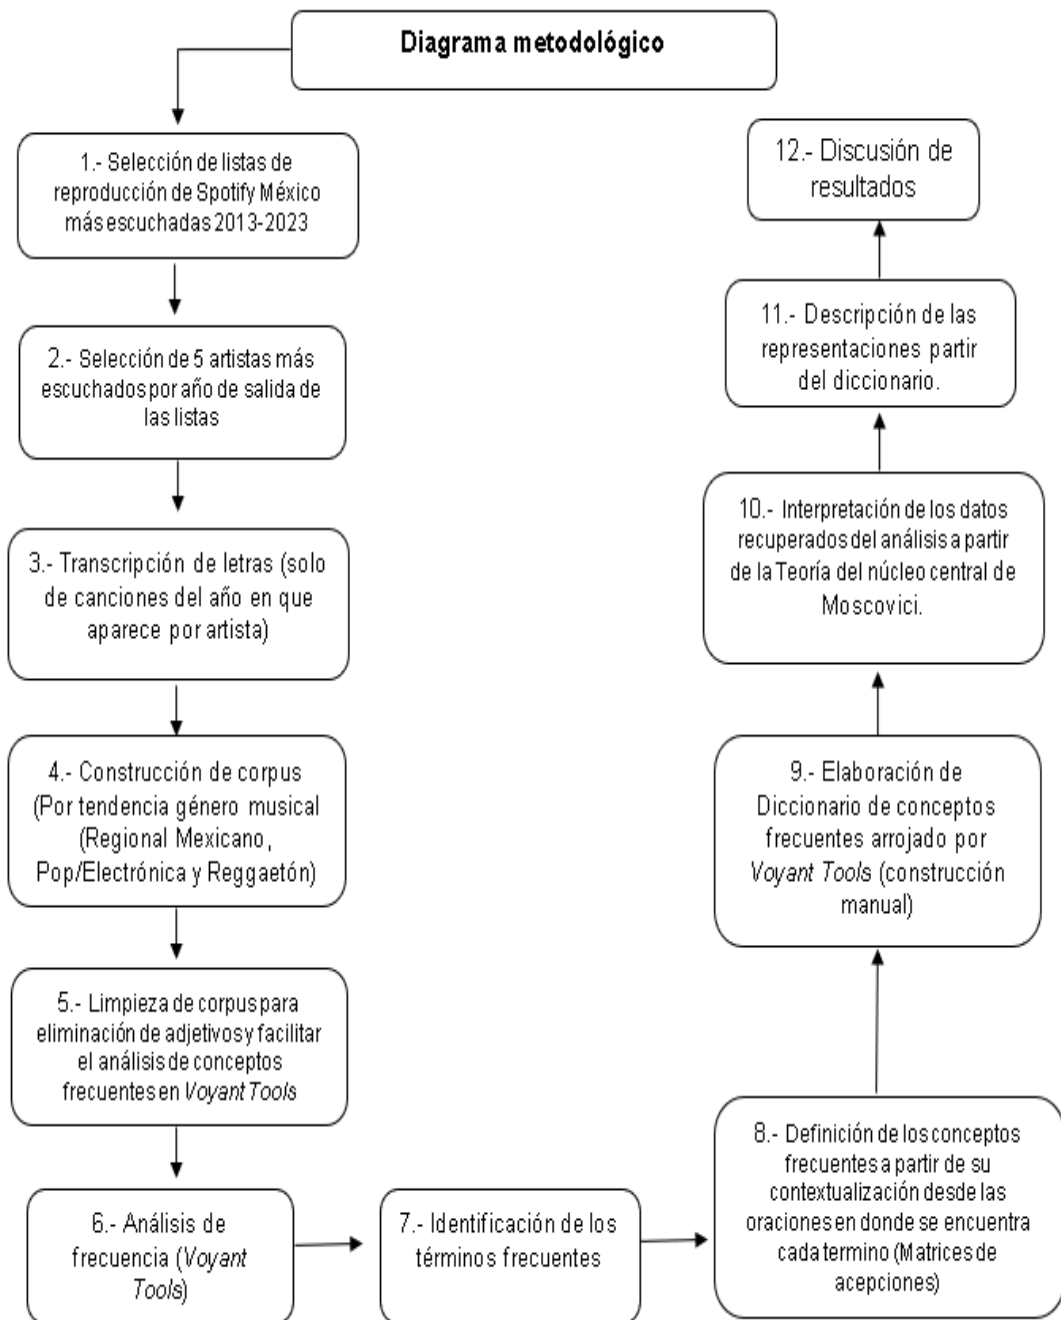 Diagrama metodológico
1.- Selección de listas de
reproducción de Spotify México
más escuchadas 2013-2023
2.- Selección de 5 artistas más
escuchados por año de salida de
las listas
3.- Transcripción de letras (solo
de canciones del año en que
aparece por artista)
4.- Construcción de corpus
(Por tendencia género musical
(Regional Mexicano,
Pop/Electrónica y Reggaetón)
5.- Limpieza de corpus para
eliminación de adjetivos y facilitar
el análisis de conceptos
frecuentes en Voyant Tools
6.- Análisis de
frecuencia (Voyant
Tools)
7.- Identificación de los
términos frecuentes
8.- Definición de los conceptos
frecuentes a partir de su
contextualización desde las
oraciones en donde se encuentra
cada termino (Matrices de
acepciones)
9.- Elaboración de
Diccionario de conceptos
frecuentes arrojado por
Voyant Tools (construcción
manual)
10.- Interpretación de los datos
recuperados del análisis a partir
de la Teoría del núcleo central de
Moscovici.
11.- Descripción de las
representaciones partir
del diccionario.
12.- Discusión de
resultados